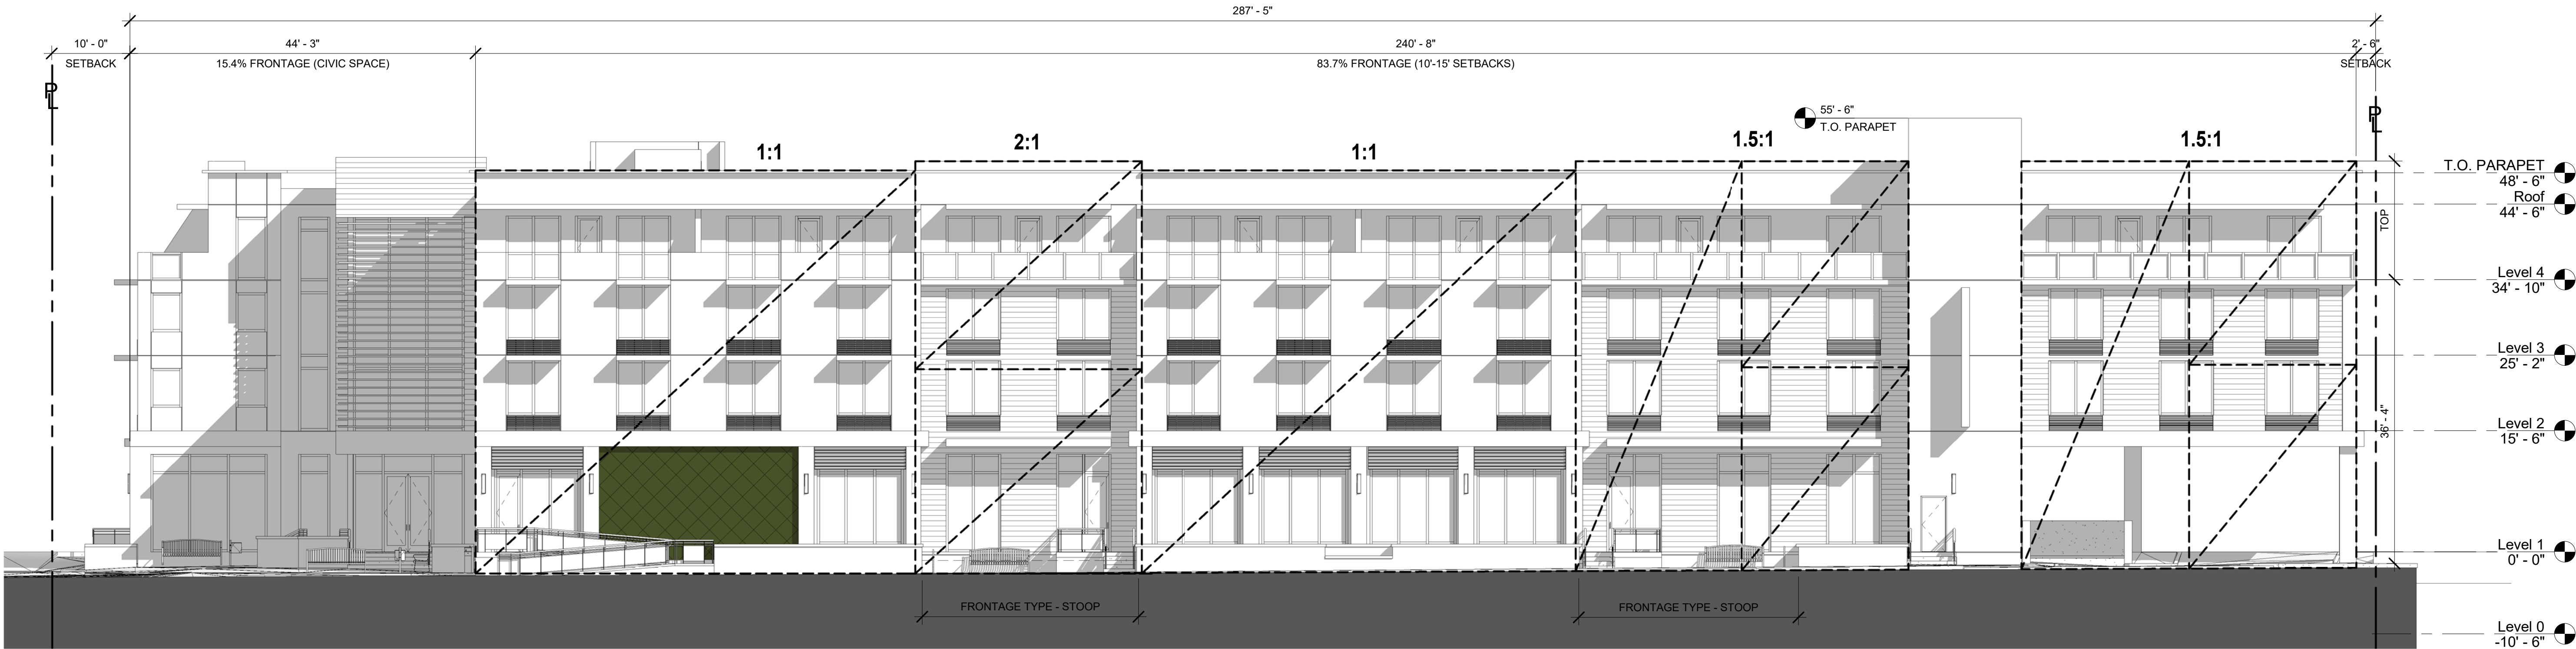 287' - 5"
10' - 0"
44' - 3"
240' - 8"
2' - 6"
SETBACK
15.4% FRONTAGE (CIVIC SPACE)
83.7% FRONTAGE (10'-15' SETBACKS)
SETBACK
PL
PL
55' - 6"
T.O. PARAPET
1:1
2:1
1:1
1.5:1
1.5:1
T.O. PARAPET
48' - 6"
Roof
44' - 6"
TOP
Level 4
34' - 10"
Level 3
25' - 2"
36' - 4"
Level 2
15' - 6"
Level 1
0' - 0"
FRONTAGE TYPE - STOOP
FRONTAGE TYPE - STOOP
Level 0
-10' - 6"